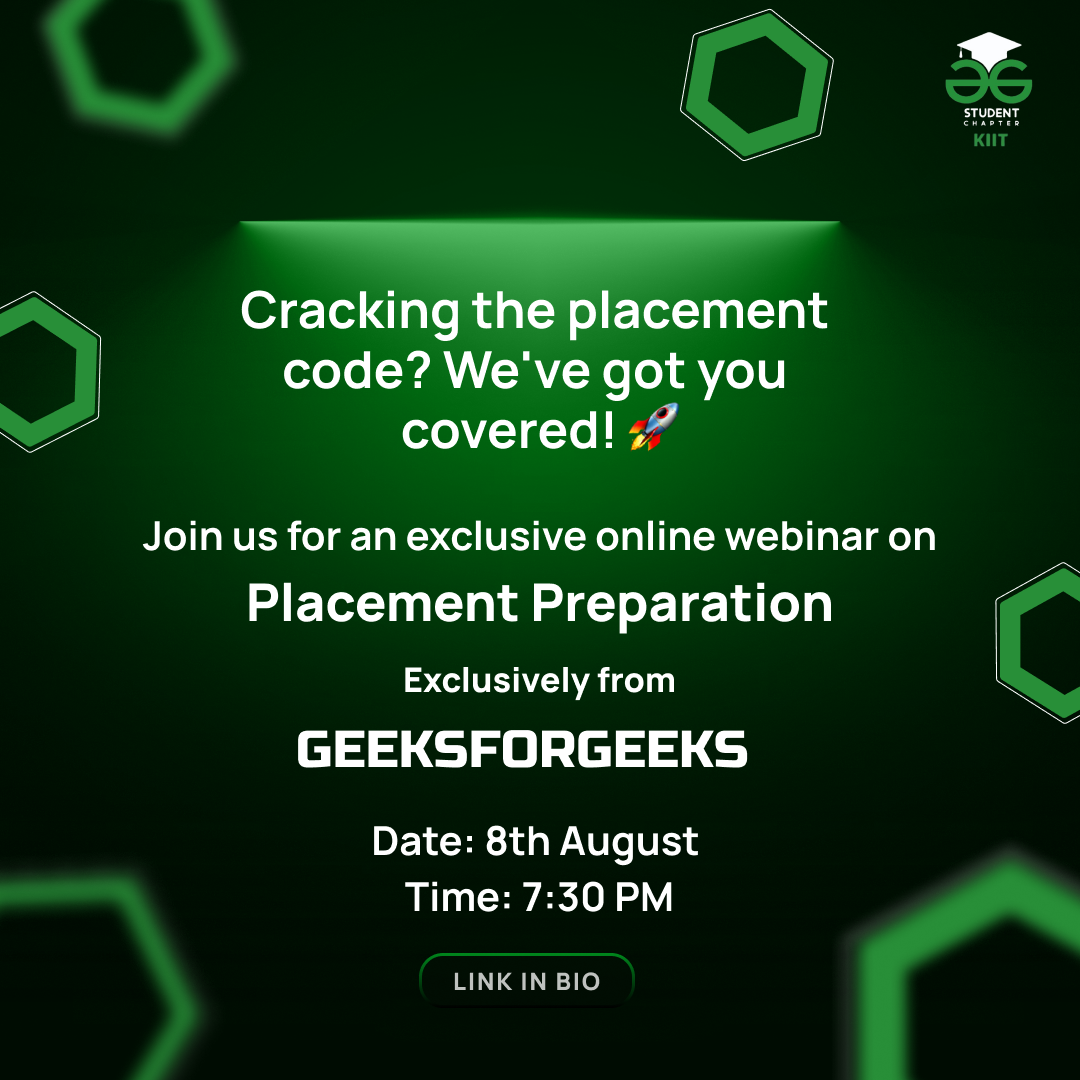 STUDENT
CHAPTER
KIIT
Cracking the placement
code? We've got you
covered! 🚀
Join us for an exclusive online webinar on
Placement Preparation
Exclusively from
GEEKSFORGEEKS
Date: 8th August
Time: 7:30 PM
LINK IN BIO